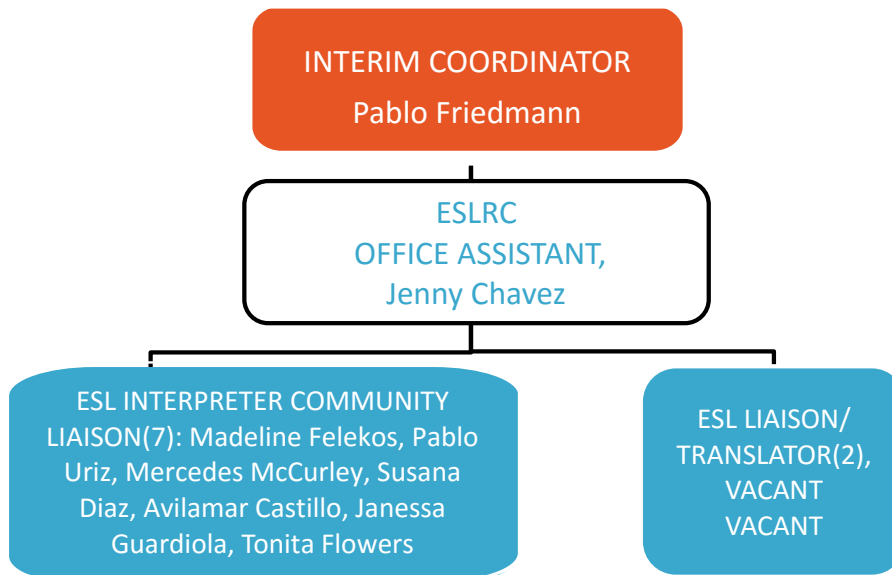 INTERIM COORDINATOR
Pablo Friedmann
ESLRC
OFFICE ASSISTANT,
Jenny Chavez
ESL INTERPRETER COMMUNITY
LIAISON(7): Madeline Felekos, Pablo
Uriz, Mercedes McCurley, Susana
Diaz, Avilamar Castillo, Janessa
Guardiola, Tonita Flowers
ESL LIAISON/
TRANSLATOR(2),
VACANT
VACANT